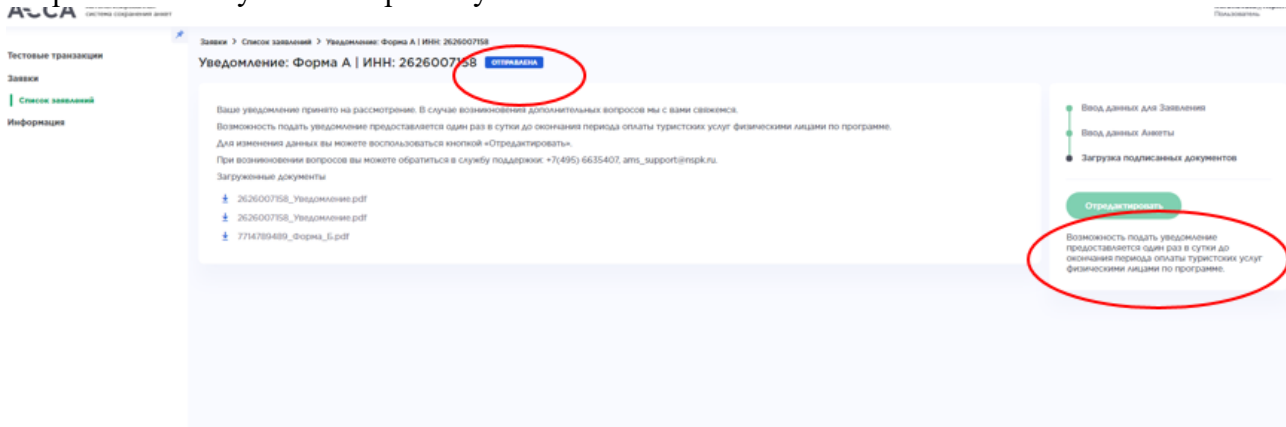 АССА
система сохранения анкет
Пользователь
Тестовые транзакции
Заявки
Список заявлений
Информация
Заявки > Список заявлений > Уведомление: Форма А | ИНН: 2626007158
Уведомление: Форма А | ИНН: 2626007158 ОТПРАВЛЕНА
Ваше уведомление принято на рассмотрение. В случае возникновения дополнительных вопросов мы с вами свяжемся.
Возможность подать уведомление предоставляется один раз в сутки до окончания периода оплаты туристских услуг физическими лицами по программе.
Для изменения данных вы можете воспользоваться кнопкой «Отредактировать».
При возникновении вопросов вы можете обратиться в службу поддержки: +7(495) 6635407, ams_support@nspk.ru.
Загруженные документы
2626007158_Уведомление.pdf
2626007158_Уведомление.pdf
7714789489_Форма_Б.pdf
Ввод данных для Заявления
Ввод данных Анкеты
Загрузка подписанных документов
Отредактировать
Возможность подать уведомление
предоставляется один раз в сутки до
окончания периода оплаты туристских услуг
физическими лицами по программе.